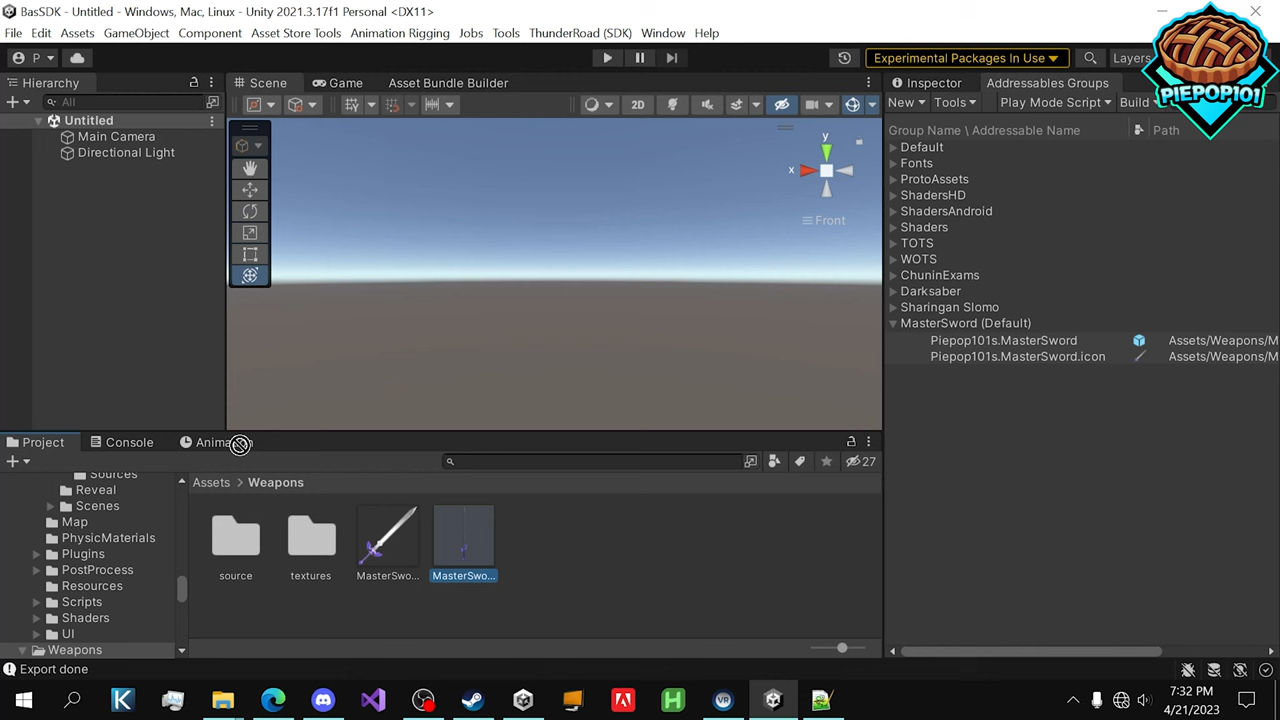 BasSDK - Untitled - Windows, Mac, Linux - Unity 2021.3.17f1 Personal <DX11>
File Edit Assets GameObject Component Asset Store Tools Animation Rigging Jobs Tools ThunderRoad (SDK) Window Help
P Experimental Packages In Use Layers
PIEPOP101
Hierarchy Scene Game Asset Bundle Builder Inspector Addressables Groups
All 2D New Tools Play Mode Script Build
Untitled
Main Camera
Directional Light
y
x
Front
Group Name \ Addressable Name Path
Default
Fonts
ProtoAssets
ShadersHD
ShadersAndroid
Shaders
TOTS
WOTS
ChuninExams
Darksaber
Sharingan Slomo
MasterSword (Default)
Piepop101s.MasterSword Assets/Weapons/M
Piepop101s.MasterSword.icon Assets/Weapons/M
Project Console
27
Sources
Reveal
Scenes
Map
PhysicMaterials
Plugins
PostProcess
Resources
Scripts
Shaders
UI
Weapons
Assets > Weapons
source textures MasterSwo... MasterSwo...
Export done
7:32 PM
4/21/2023